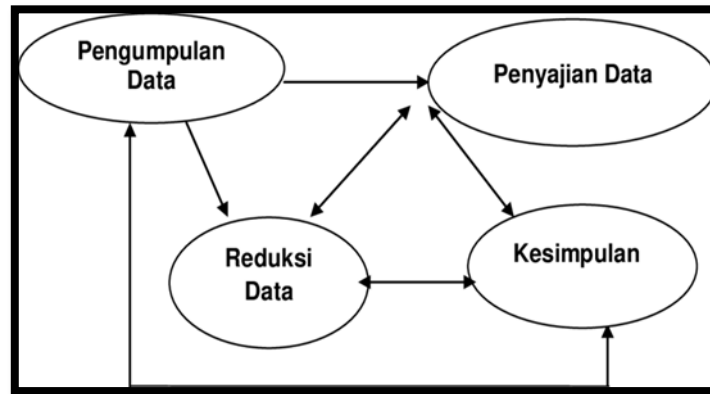 Pengumpulan
Data
Penyajian Data
Reduksi
Data
Kesimpulan